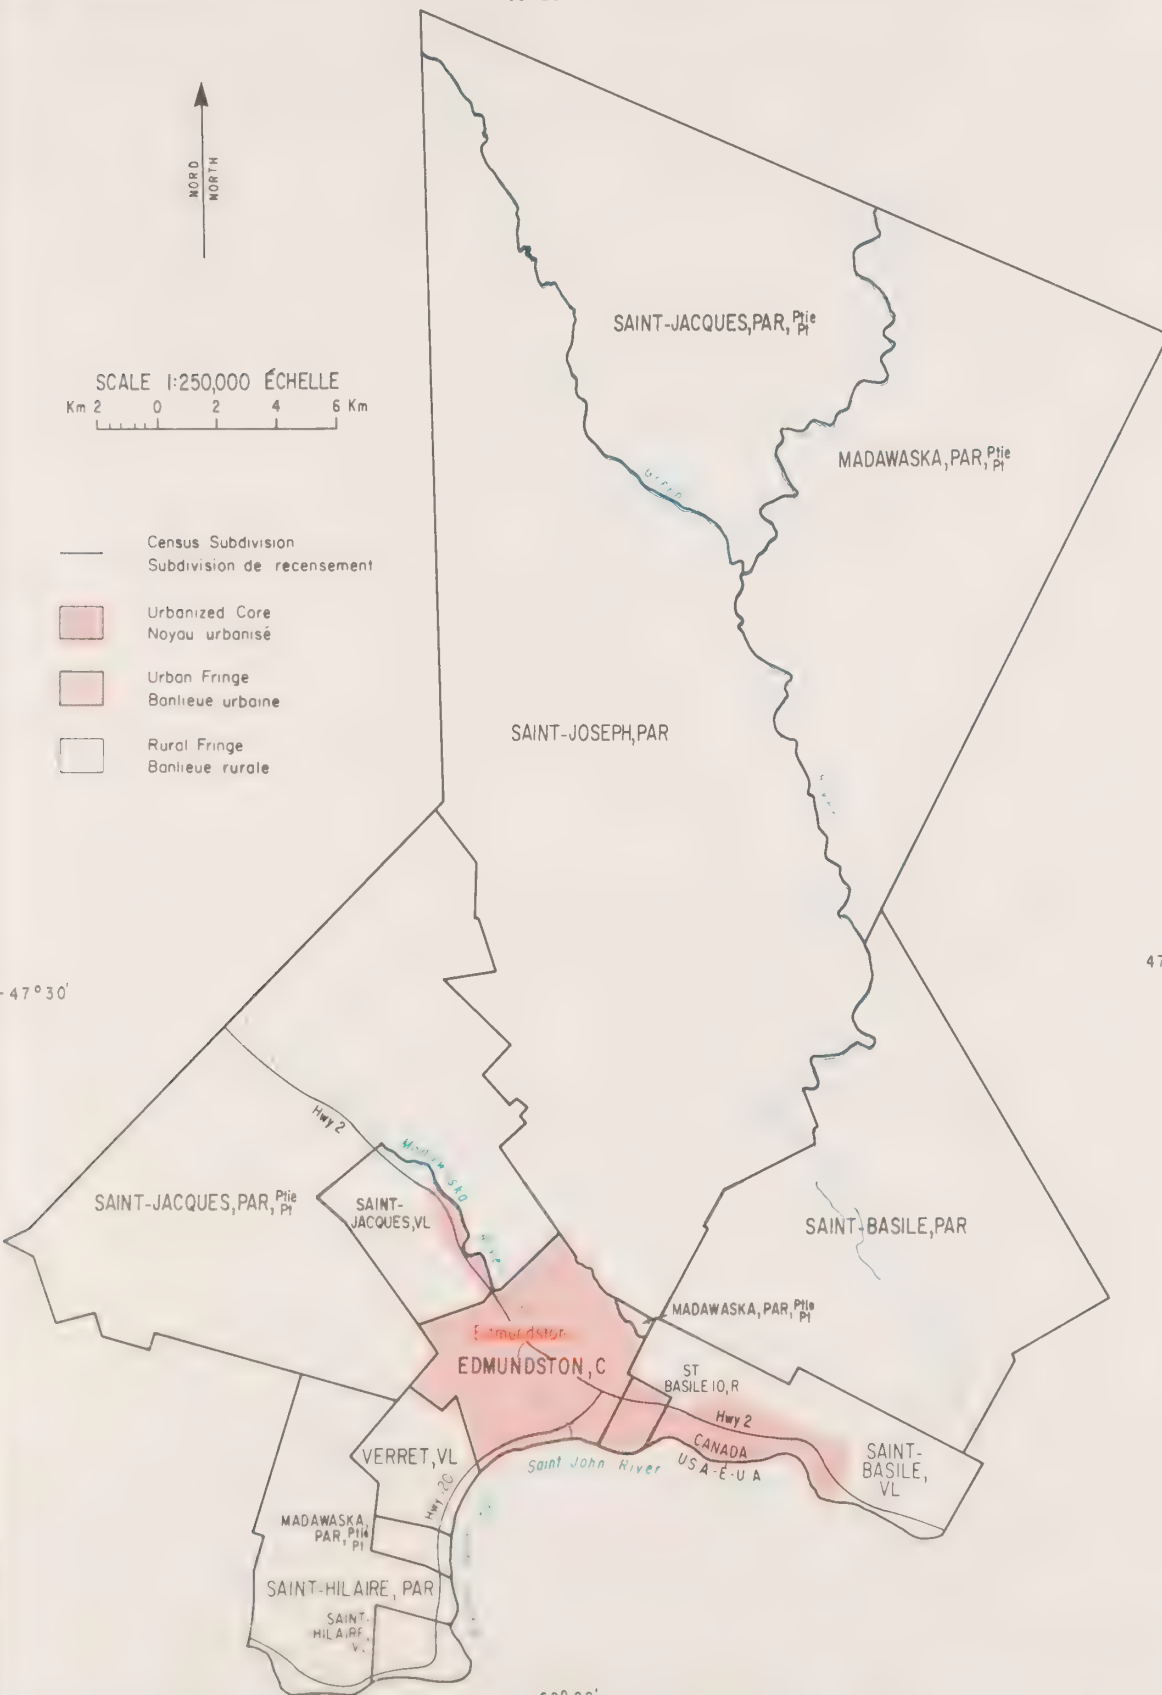 NORD
NORTH
SCALE 1:250,000 ÉCHELLE
Km 2 0 2 4 6 Km
Census Subdivision
Subdivision de recensement
Urbanized Core
Noyau urbanisé
Urban Fringe
Banlieue urbaine
Rural Fringe
Banlieue rurale
SAINT-JACQUES, PAR, Ptie
Pt
MADAWASKA, PAR, Ptie
Pt
Green
SAINT-JOSEPH, PAR
47
47°30'
Hwy 2
SAINT-JACQUES, PAR, Ptie
Pt
SAINT-
JACQUES, VL
SAINT-BASILE, PAR
MADAWASKA, PAR, Ptie
Pt
Edmundston
EDMUNDSTON, C
ST
BASILE 10, R
Hwy 2
CANADA
USA-É-UA
Saint John River
SAINT-
BASILE,
VL
VERRET, VL
Hwy
MADAWASKA,
PAR, Ptie
Pt
SAINT-HILAIRE, PAR
SAINT-
HILAIRE,